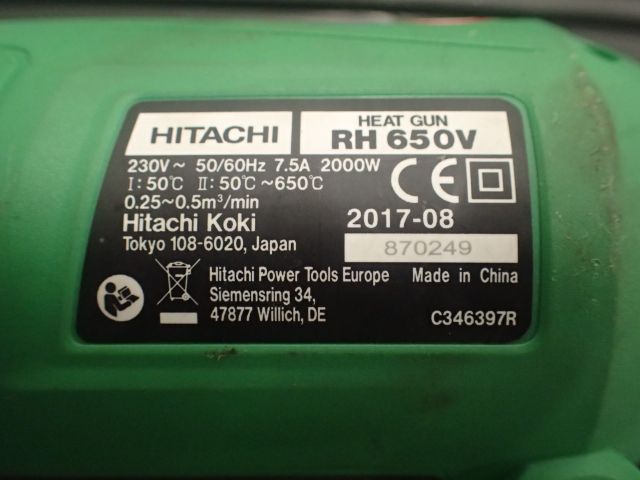 HITACHI
HEAT GUN
RH 650V
230V~ 50/60Hz 7.5A 2000W
I:50℃ II:50℃~650℃
0.25~0.5m³/min
CE
Hitachi Koki
2017-08
Tokyo 108-6020, Japan
870249
Hitachi Power Tools Europe Made in China
Siemensring 34,
47877 Willich, DE
C346397R